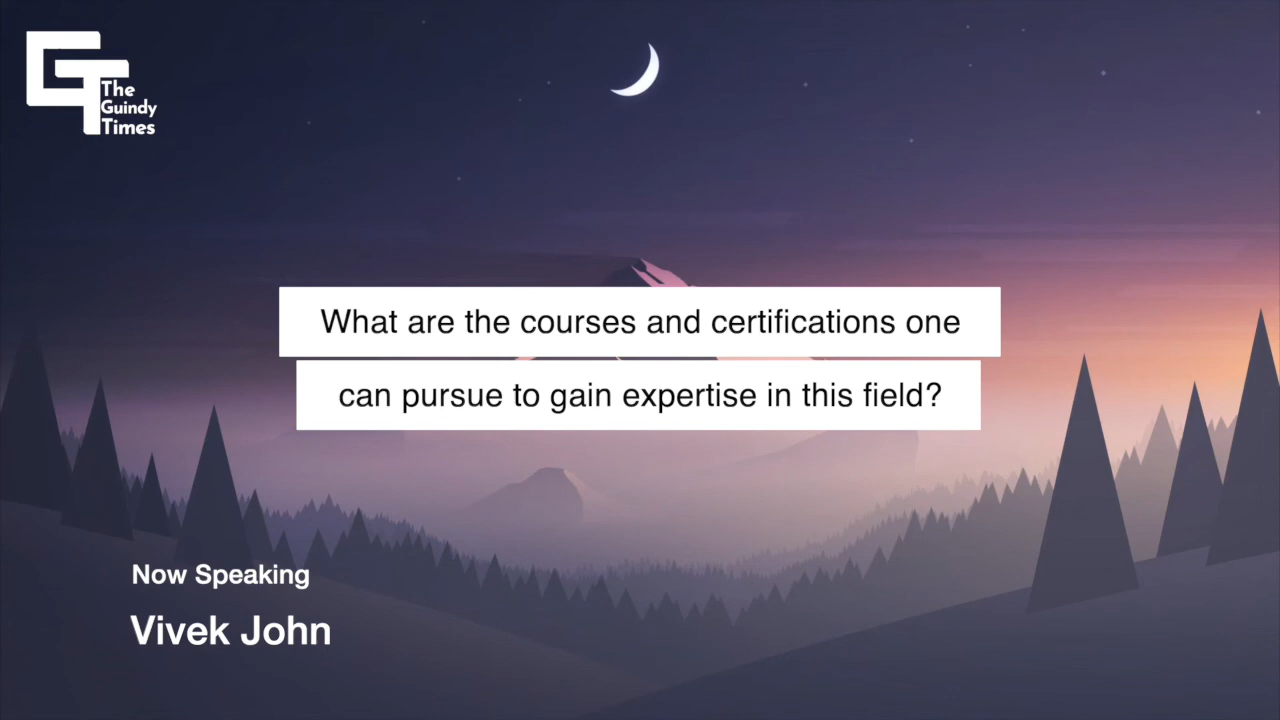 The
Guindy
Times
What are the courses and certifications one
can pursue to gain expertise in this field?
Now Speaking
Vivek John